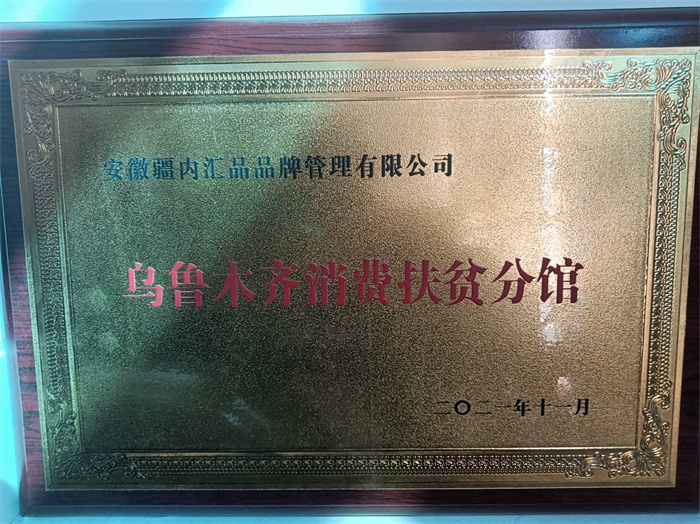 安徽疆内汇品品牌管理有限公司
乌鲁木齐消费扶贫分馆
二〇二一年十一月